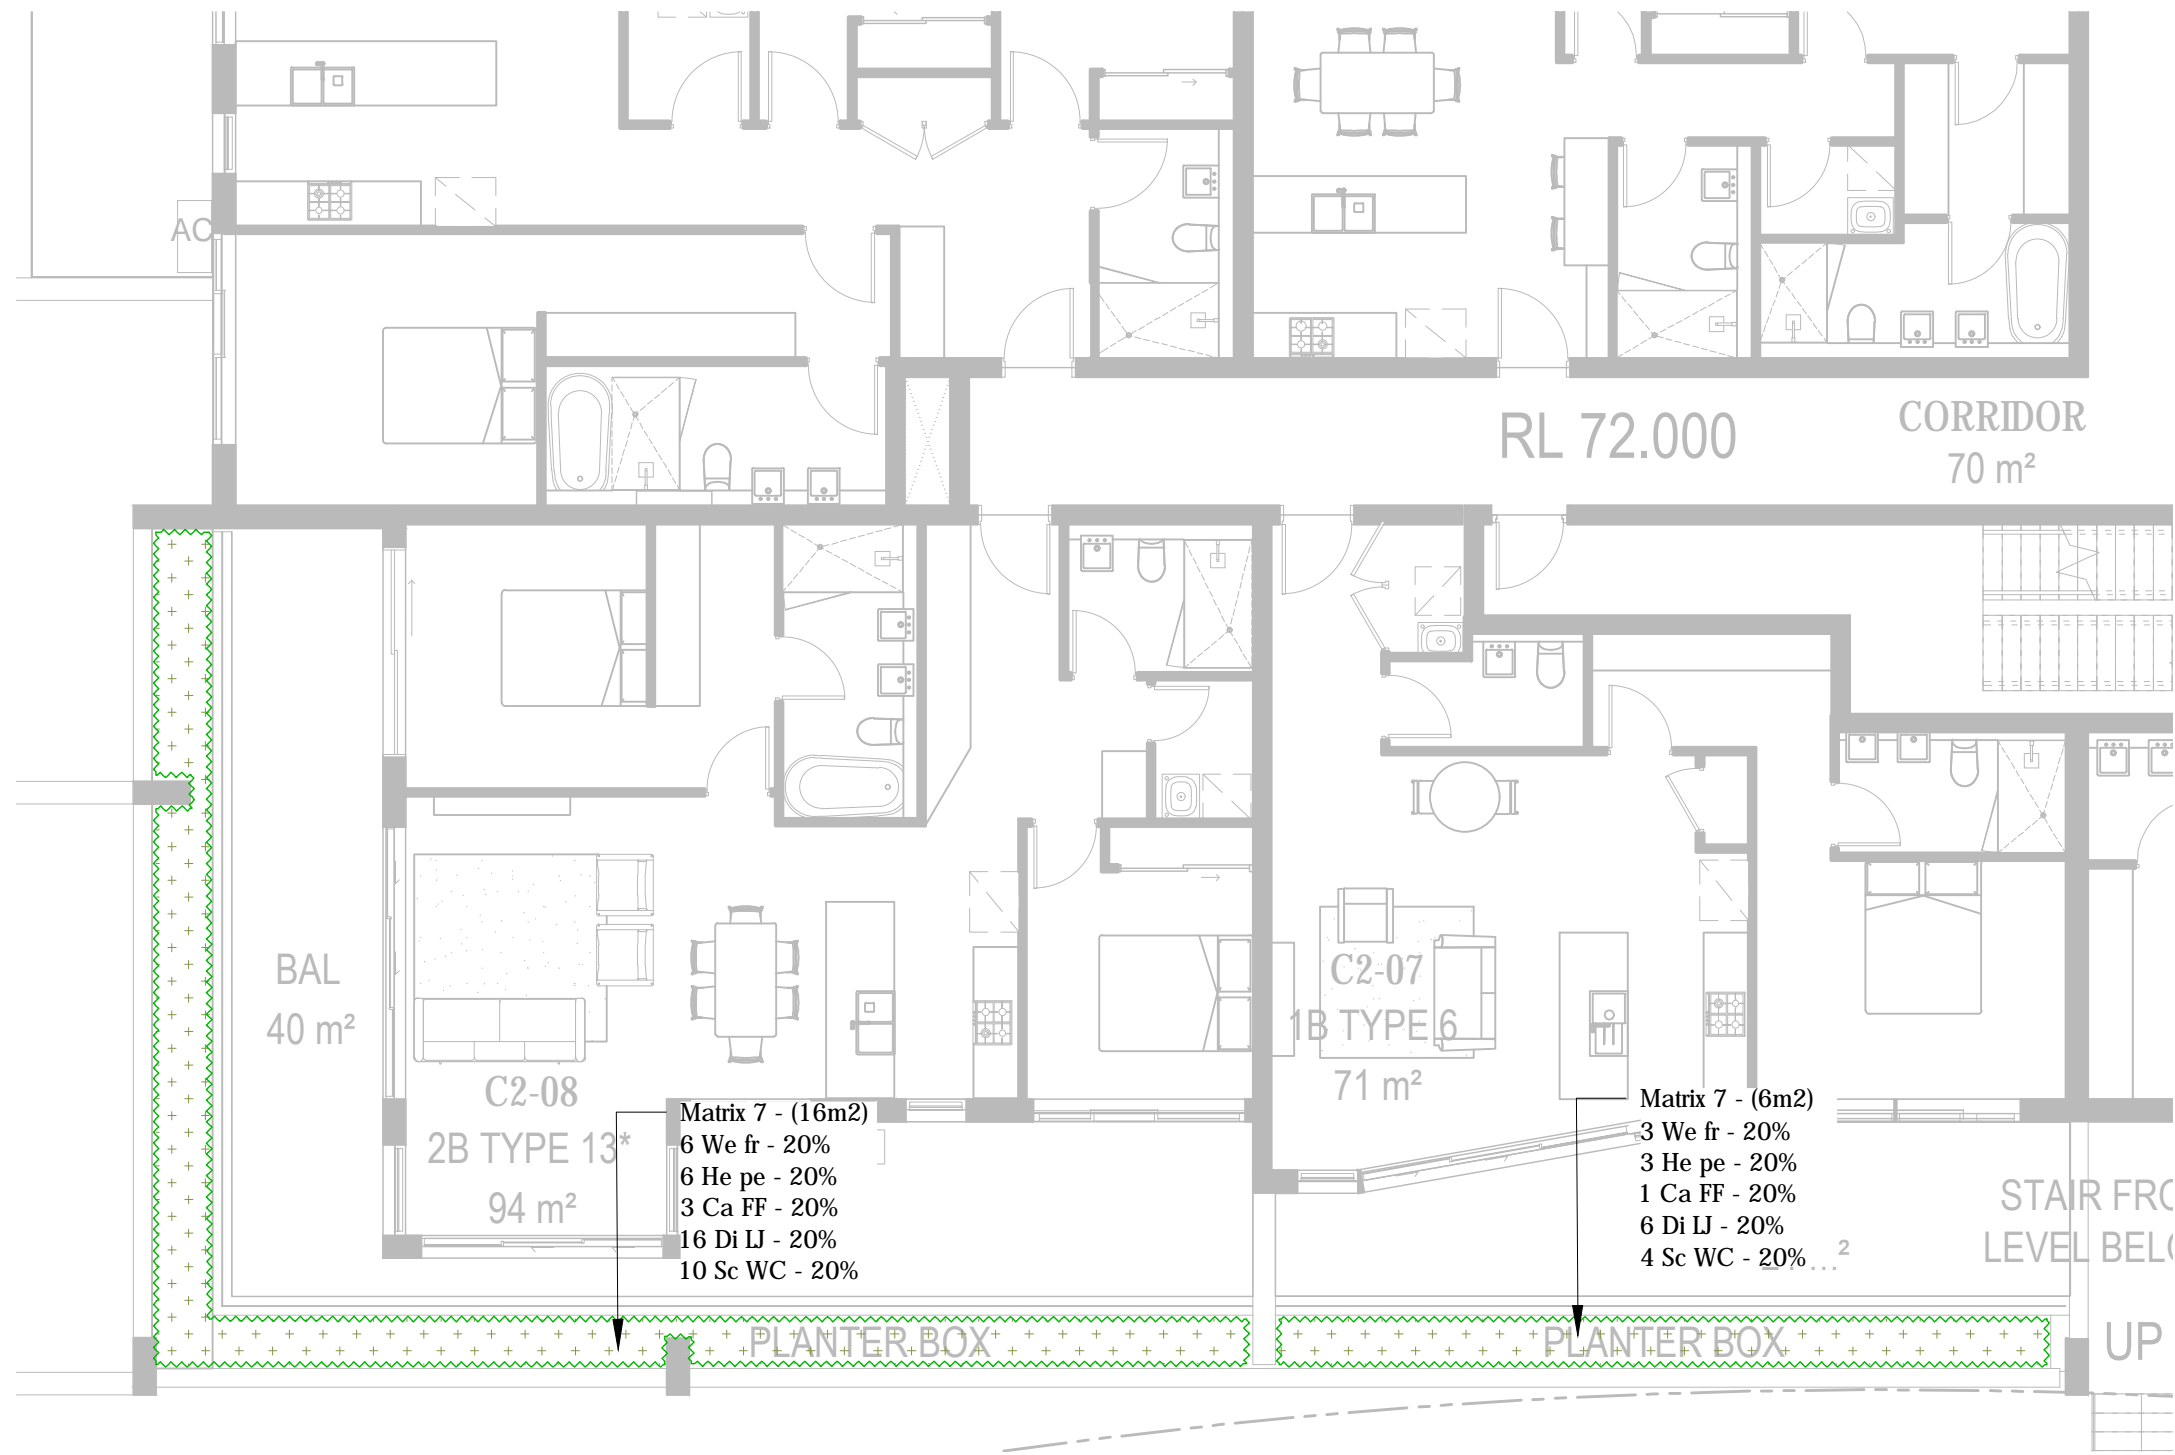 AC
RL 72.000
CORRIDOR
70 m²
BAL
40 m²
C2-08
2B TYPE 13*
94 m²
C2-07
1B TYPE 6
71 m²
Matrix 7 - (16m2)
6 We fr - 20%
6 He pe - 20%
3 Ca FF - 20%
16 Di LJ - 20%
10 Sc WC - 20%
Matrix 7 - (6m2)
3 We fr - 20%
3 He pe - 20%
1 Ca FF - 20%
6 Di LJ - 20%
4 Sc WC - 20%
STAIR
LEVEL
PLANTER BOX
PLANTER BOX
UP